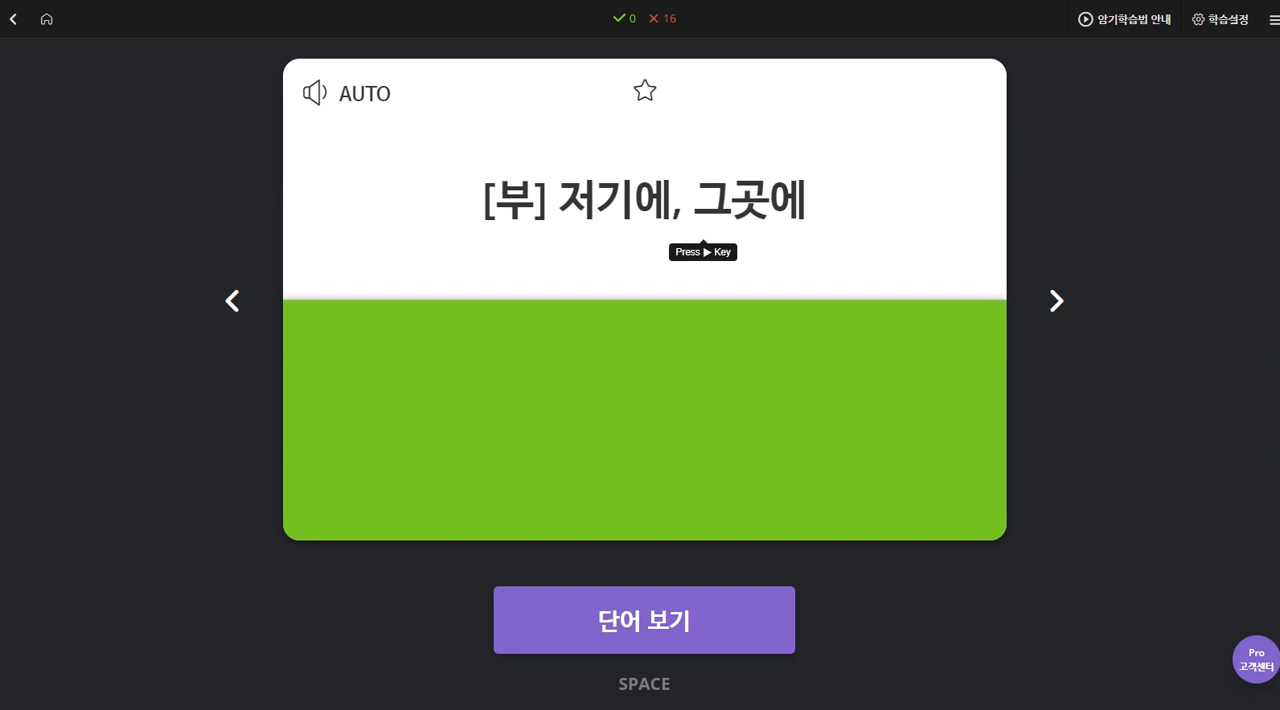 0 16 암기학습법 안내 학습설정
AUTO
[부] 저기에, 그곳에
Press ▶ Key
단어 보기
SPACE
Pro
고객센터